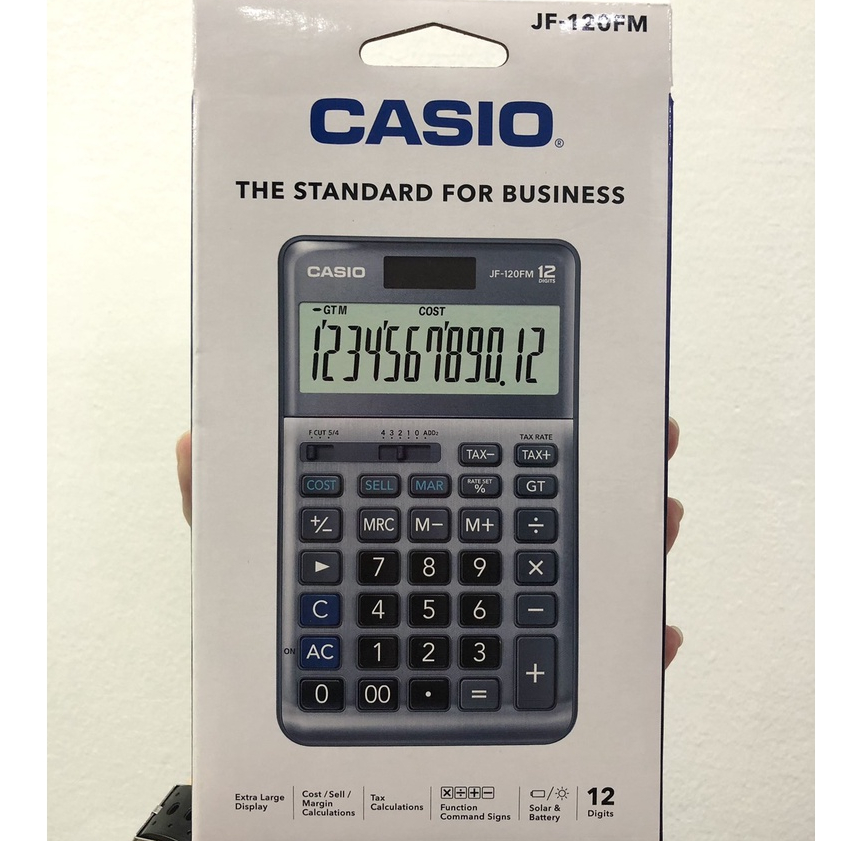 JF-120FM
CASIO®
THE STANDARD FOR BUSINESS
CASIO JF-120FM 12 DIGITS
GT M COST
1234567890.12
F CUT 5/4 4 3 2 1 0 ADD2 TAX RATE
TAX− TAX+
COST SELL MAR RATE SET % GT
+/− MRC M− M+ ÷
▶ 7 8 9 ×
C 4 5 6 −
ON AC 1 2 3 +
0 00 · =
Extra Large Display
Cost / Sell / Margin Calculations
Tax Calculations
× ÷ + − Function Command Signs
Solar & Battery
12 Digits